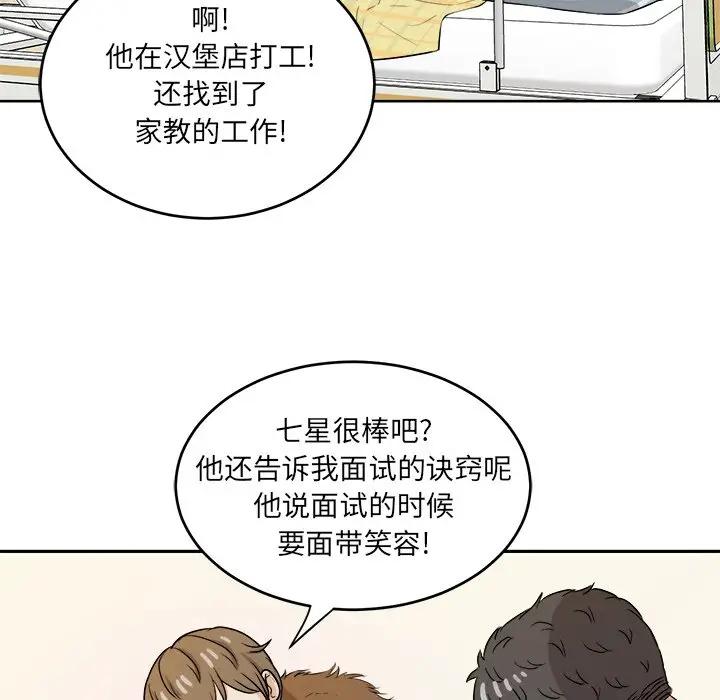 啊!
他在汉堡店打工!
还找到了
家教的工作!
七星很棒吧?
他还告诉我面试的诀窍呢
他说面试的时候
要面带笑容!